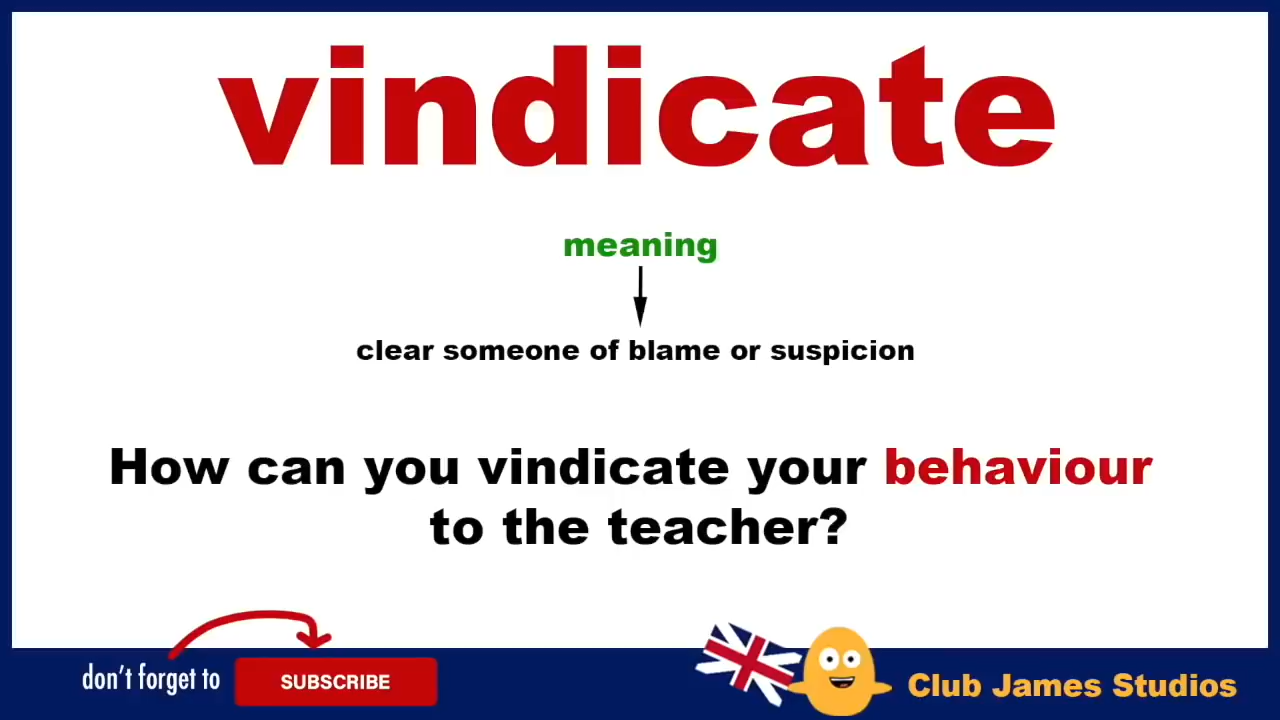 vindicate
meaning
clear someone of blame or suspicion
How can you vindicate your behaviour
to the teacher?
don't forget to
SUBSCRIBE
Club James Studios